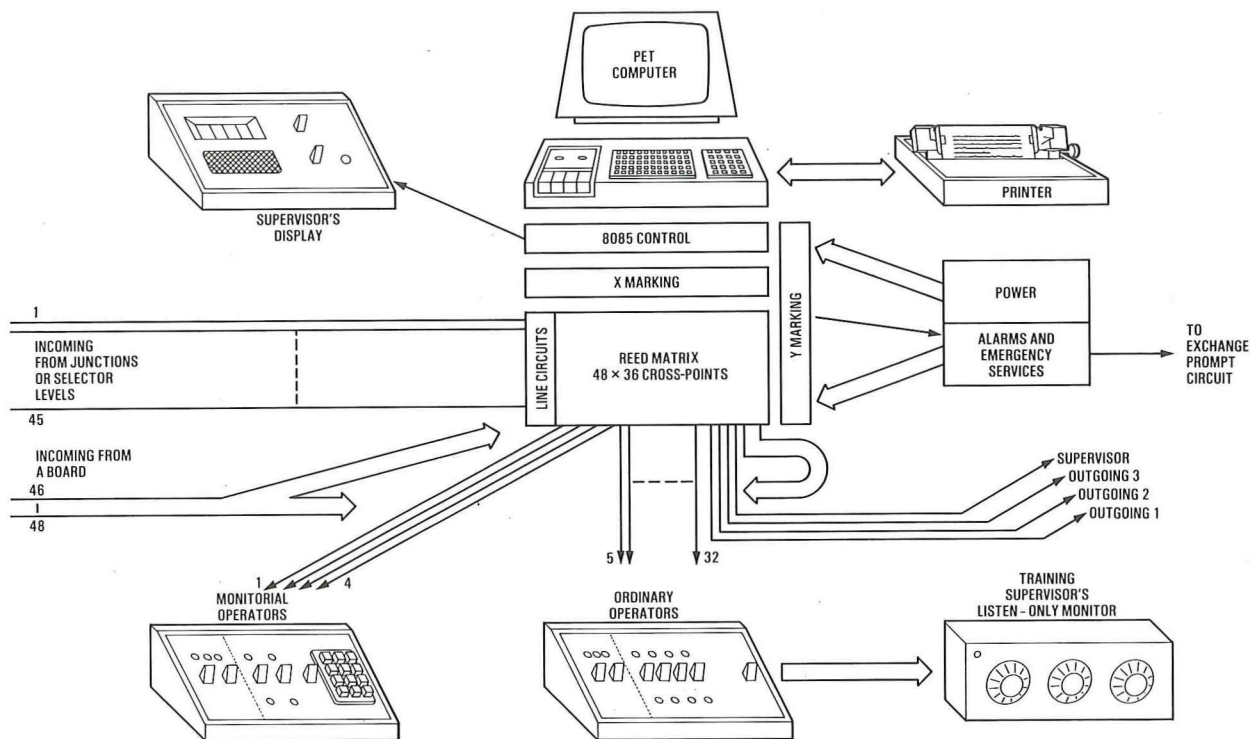 PET
COMPUTER
PRINTER
SUPERVISOR'S
DISPLAY
8085 CONTROL
X MARKING
Y MARKING
POWER
ALARMS AND
EMERGENCY
SERVICES
TO
EXCHANGE
PROMPT
CIRCUIT
1
INCOMING
FROM JUNCTIONS
OR SELECTOR
LEVELS
45
LINE CIRCUITS
REED MATRIX
48 × 36 CROSS-POINTS
INCOMING FROM
A BOARD
46
48
SUPERVISOR
OUTGOING 3
OUTGOING 2
OUTGOING 1
1
4
5
32
MONITORIAL
OPERATORS
ORDINARY
OPERATORS
TRAINING
SUPERVISOR'S
LISTEN-ONLY MONITOR